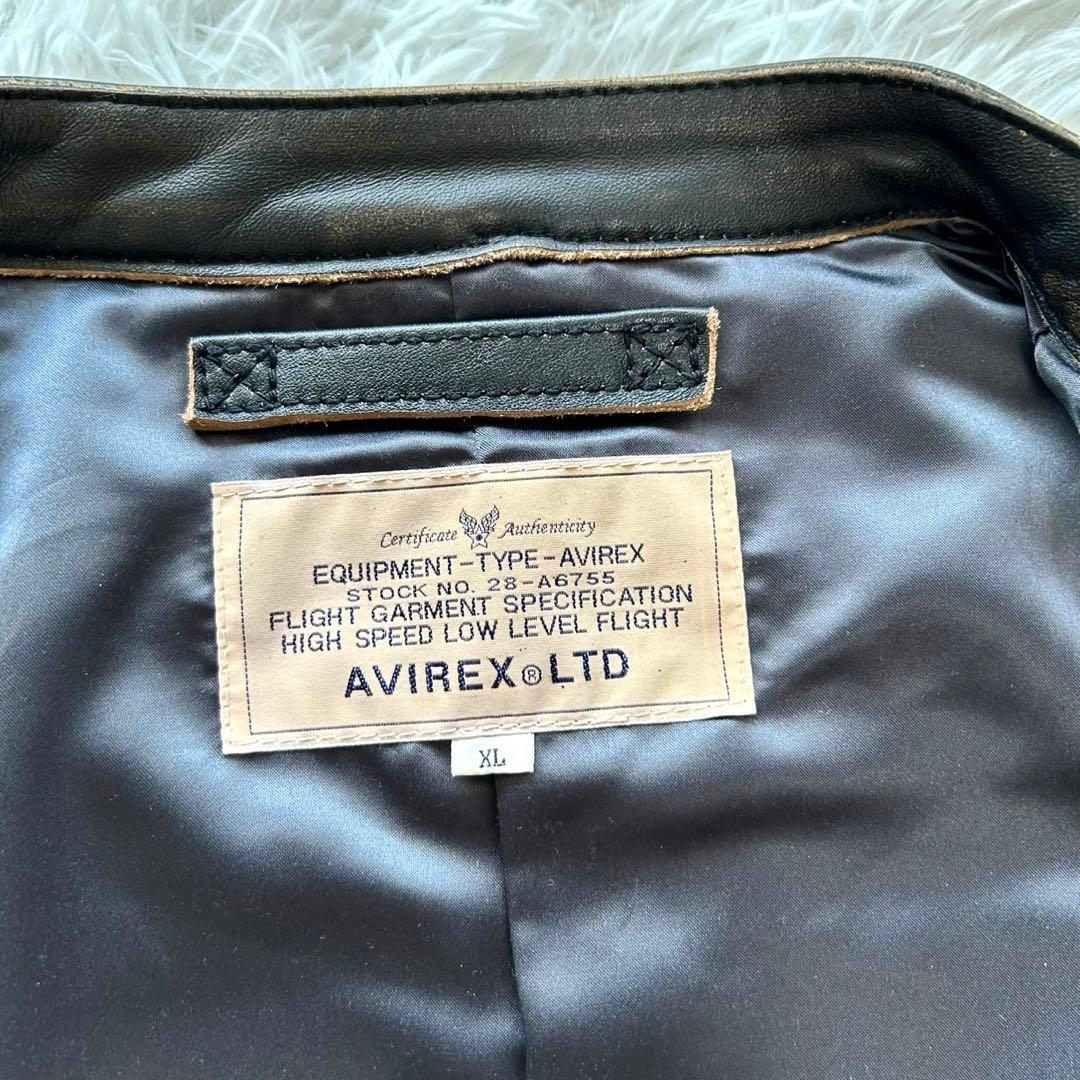 Certificate Authenticity
EQUIPMENT-TYPE-AVIREX
STOCK NO. 28-A6755
FLIGHT GARMENT SPECIFICATION
HIGH SPEED LOW LEVEL FLIGHT
AVIREX®LTD
XL